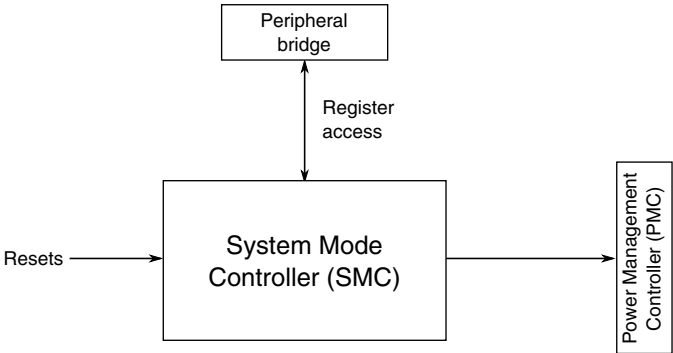 Peripheral
bridge
Register
access
Resets
System Mode
Controller (SMC)
Power Management
Controller (PMC)